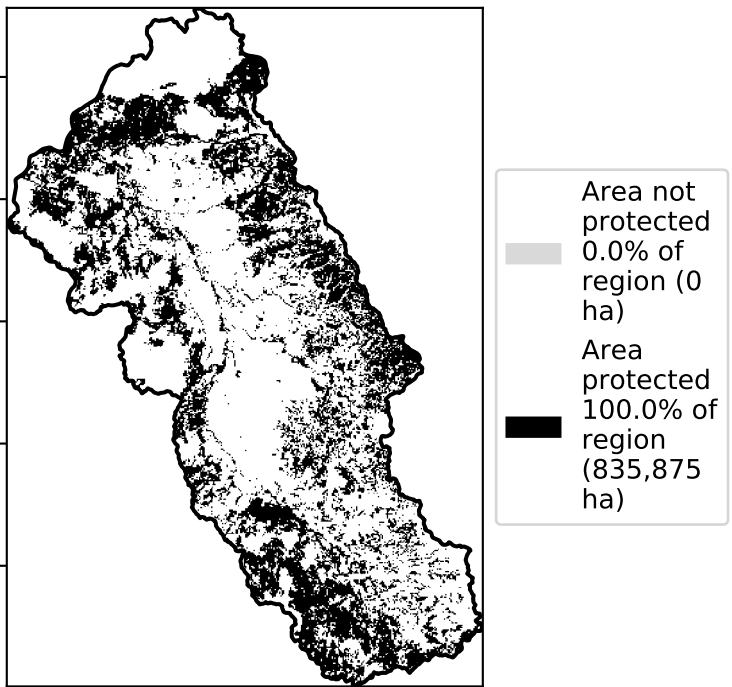 Area not
protected
0.0% of
region (0
ha)
Area
protected
100.0% of
region
(835,875
ha)